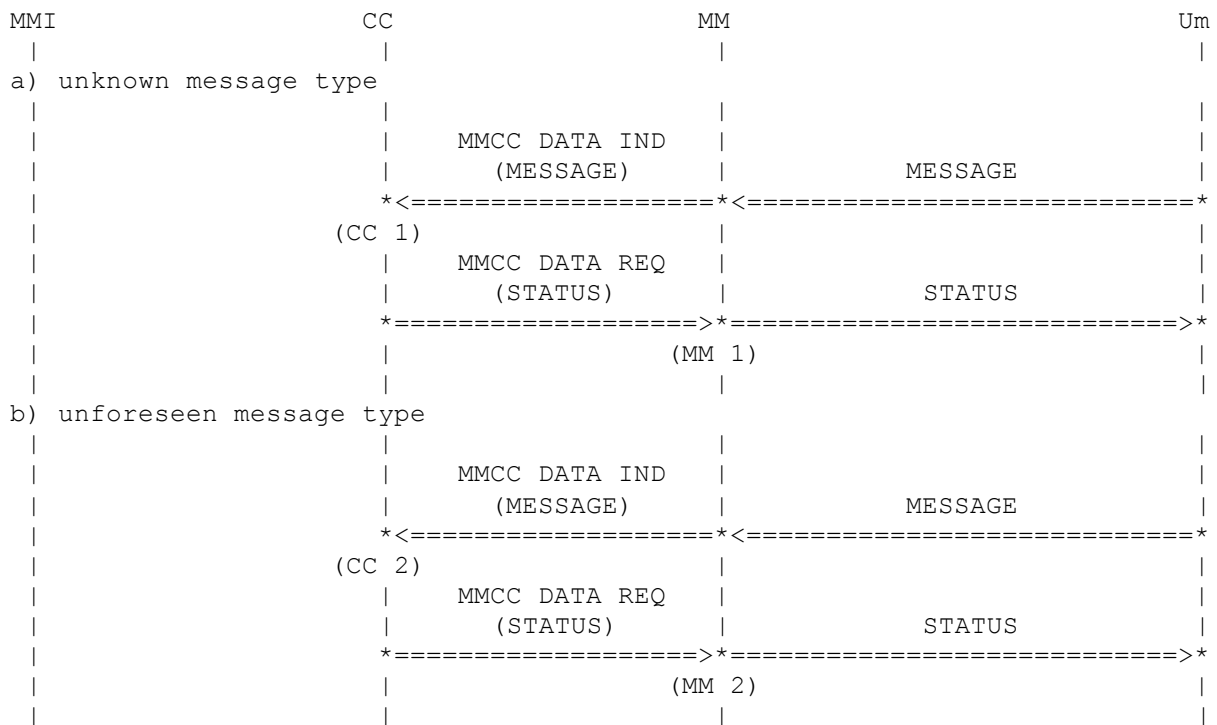 MMI                    CC                   MM                            Um
 |                      |                    |                             |
a) unknown message type
 |                      |                    |                             |
 |                      |   MMCC DATA IND    |                             |
 |                      |     (MESSAGE)      |          MESSAGE            |
 |                      *<===================*<============================*
 |                   (CC 1)                  |                             |
 |                      |   MMCC DATA REQ    |                             |
 |                      |     (STATUS)       |           STATUS            |
 |                      *===================>*============================>*
 |                      |                 (MM 1)                           |
 |                      |                    |                             |
b) unforeseen message type
 |                      |                    |                             |
 |                      |   MMCC DATA IND    |                             |
 |                      |     (MESSAGE)      |          MESSAGE            |
 |                      *<===================*<============================*
 |                   (CC 2)                  |                             |
 |                      |   MMCC DATA REQ    |                             |
 |                      |     (STATUS)       |           STATUS            |
 |                      *===================>*============================>*
 |                      |                 (MM 2)                           |
 |                      |                    |                             |